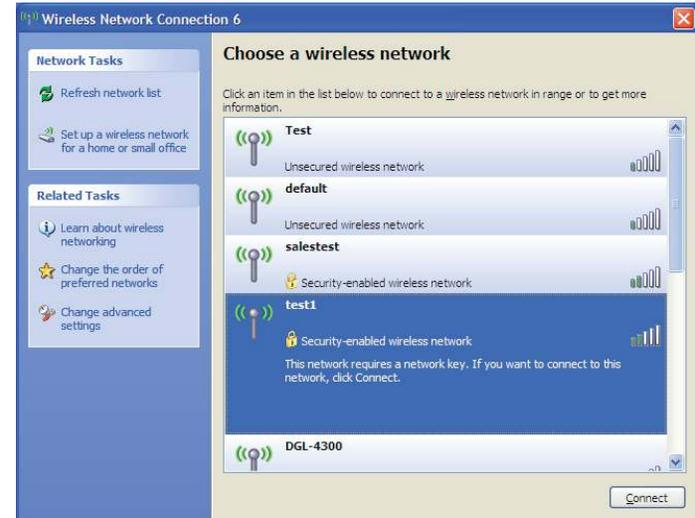 Wireless Network Connection 6
Network Tasks
Refresh network list
Set up a wireless network
for a home or small office
Related Tasks
Learn about wireless
networking
Change the order of
preferred networks
Change advanced
settings
Choose a wireless network
Click an item in the list below to connect to a wireless network in range or to get more
information.
Test
Unsecured wireless network
default
Unsecured wireless network
salestest
Security-enabled wireless network
test1
Security-enabled wireless network
This network requires a network key. If you want to connect to this
network, click Connect.
DGL-4300
Connect